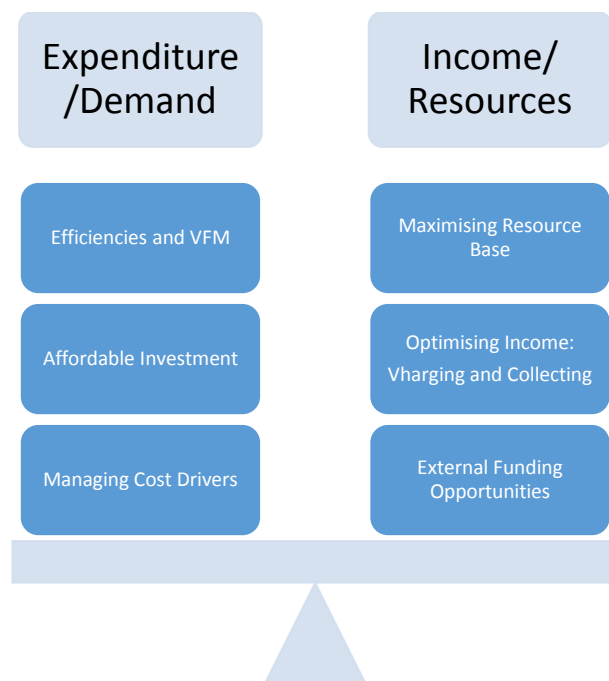 Expenditure
/Demand
Income/
Resources
Efficiencies and VFM
Maximising Resource
Base
Affordable Investment
Optimising Income:
Vharging and Collecting
Managing Cost Drivers
External Funding
Opportunities